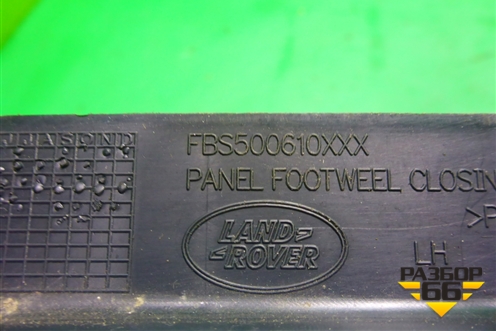 JJASOND
FBS500610XXX
PANEL FOOTWEEL CLOSIN
>P
LAND
ROVER
LH
РАЗБОР
66